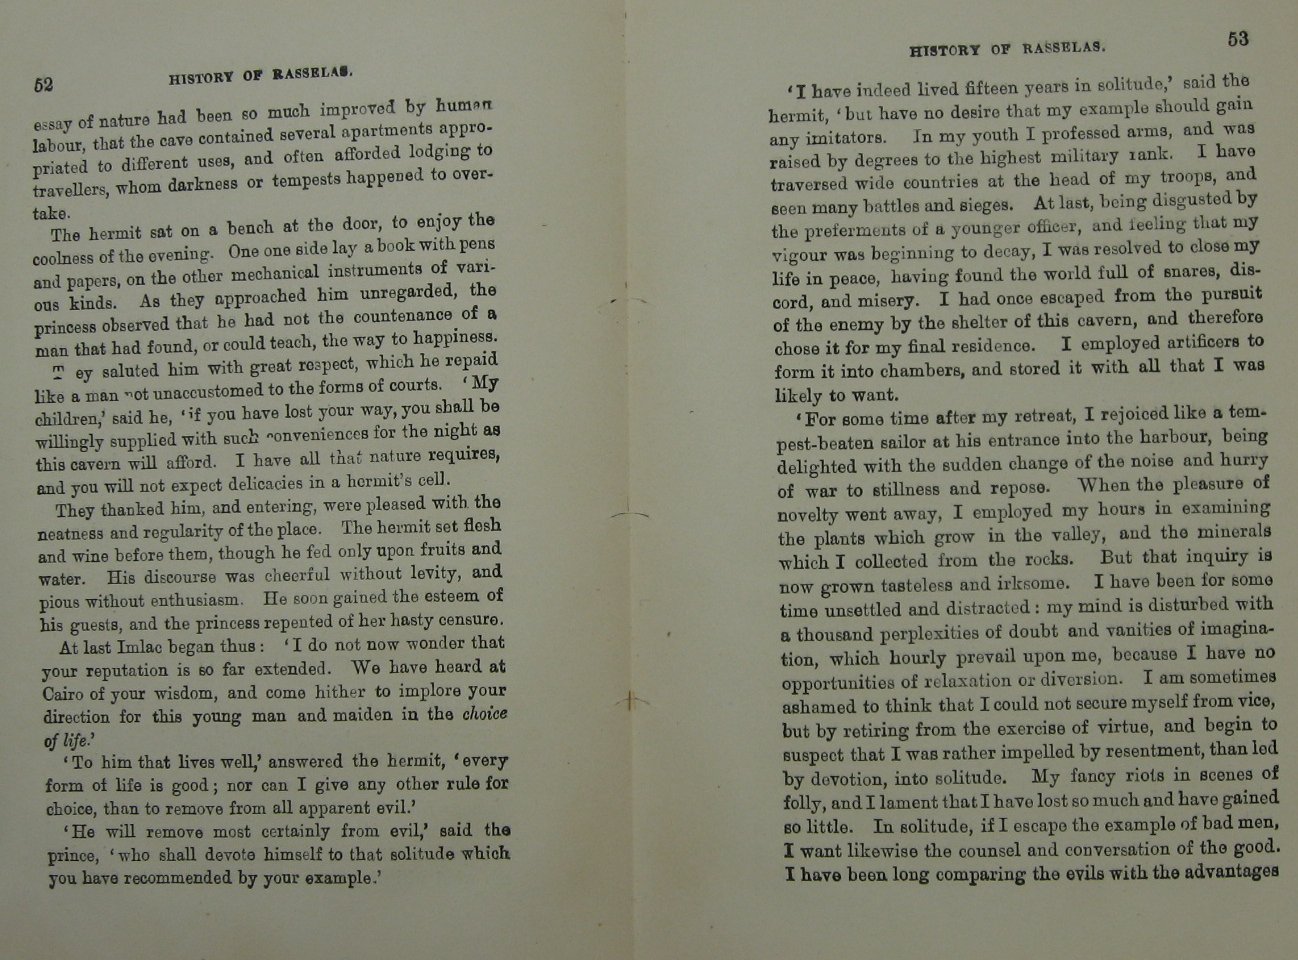 52
HISTORY OF RASSELAS.
essay of nature had been so much improved by human
labour, that the cave contained several apartments appro-
priated to different uses, and often afforded lodging to
travellers, whom darkness or tempests happened to over-
take.
The hermit sat on a bench at the door, to enjoy the
coolness of the evening. One one side lay a book with pens
and papers, on the other mechanical instruments of vari-
ous kinds. As they approached him unregarded, the
princess observed that he had not the countenance of a
man that had found, or could teach, the way to happiness.
T ey saluted him with great respect, which he repaid
like a man not unaccustomed to the forms of courts. ‘My
children,’ said he, ‘if you have lost your way, you shall be
willingly supplied with such conveniences for the night as
this cavern will afford. I have all that nature requires,
and you will not expect delicacies in a hermit's cell.
They thanked him, and entering, were pleased with the
neatness and regularity of the place. The hermit set flesh
and wine before them, though he fed only upon fruits and
water. His discourse was cheerful without levity, and
pious without enthusiasm. He soon gained the esteem of
his guests, and the princess repented of her hasty censure.
At last Imlac began thus: ‘I do not now wonder that
your reputation is so far extended. We have heard at
Cairo of your wisdom, and come hither to implore your
direction for this young man and maiden in the choice
of life.’
‘To him that lives well,’ answered the hermit, ‘every
form of life is good; nor can I give any other rule for
choice, than to remove from all apparent evil.’
‘He will remove most certainly from evil,’ said the
prince, ‘who shall devote himself to that solitude which
you have recommended by your example.’
HISTORY OF RASSELAS.
53
‘I have indeed lived fifteen years in solitude,’ said the
hermit, ‘but have no desire that my example should gain
any imitators. In my youth I professed arms, and was
raised by degrees to the highest military rank. I have
traversed wide countries at the head of my troops, and
seen many battles and sieges. At last, being disgusted by
the preferments of a younger officer, and feeling that my
vigour was beginning to decay, I was resolved to close my
life in peace, having found the world full of snares, dis-
cord, and misery. I had once escaped from the pursuit
of the enemy by the shelter of this cavern, and therefore
chose it for my final residence. I employed artificers to
form it into chambers, and stored it with all that I was
likely to want.
‘For some time after my retreat, I rejoiced like a tem-
pest-beaten sailor at his entrance into the harbour, being
delighted with the sudden change of the noise and hurry
of war to stillness and repose. When the pleasure of
novelty went away, I employed my hours in examining
the plants which grow in the valley, and the minerals
which I collected from the rocks. But that inquiry is
now grown tasteless and irksome. I have been for some
time unsettled and distracted: my mind is disturbed with
a thousand perplexities of doubt and vanities of imagina-
tion, which hourly prevail upon me, because I have no
opportunities of relaxation or diversion. I am sometimes
ashamed to think that I could not secure myself from vice,
but by retiring from the exercise of virtue, and begin to
suspect that I was rather impelled by resentment, than led
by devotion, into solitude. My fancy riots in scenes of
folly, and I lament that I have lost so much and have gained
so little. In solitude, if I escape the example of bad men,
I want likewise the counsel and conversation of the good.
I have been long comparing the evils with the advantages